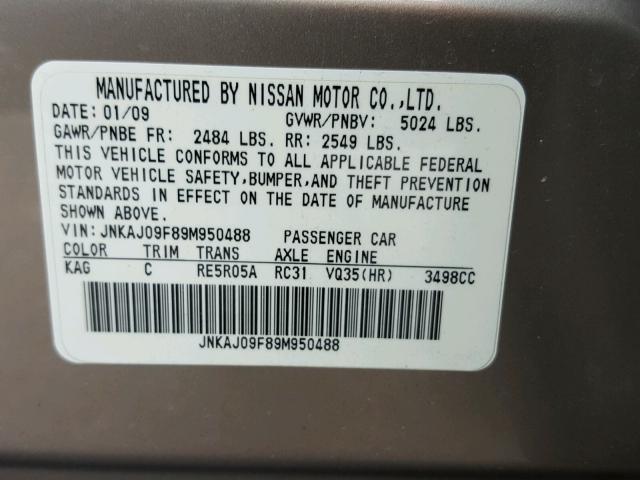 MANUFACTURED BY NISSAN MOTOR CO.,LTD.
DATE: 01/09 GVWR/PNBV: 5024 LBS.
GAWR/PNBE FR: 2484 LBS. RR: 2549 LBS.
THIS VEHICLE CONFORMS TO ALL APPLICABLE FEDERAL
MOTOR VEHICLE SAFETY,BUMPER,AND THEFT PREVENTION
STANDARDS IN EFFECT ON THE DATE OF MANUFACTURE
SHOWN ABOVE.
VIN: JNKAJ09F89M950488 PASSENGER CAR
COLOR TRIM TRANS AXLE ENGINE
KAG C RE5R05A RC31 VQ35(HR) 3498CC
JNKAJ09F89M950488